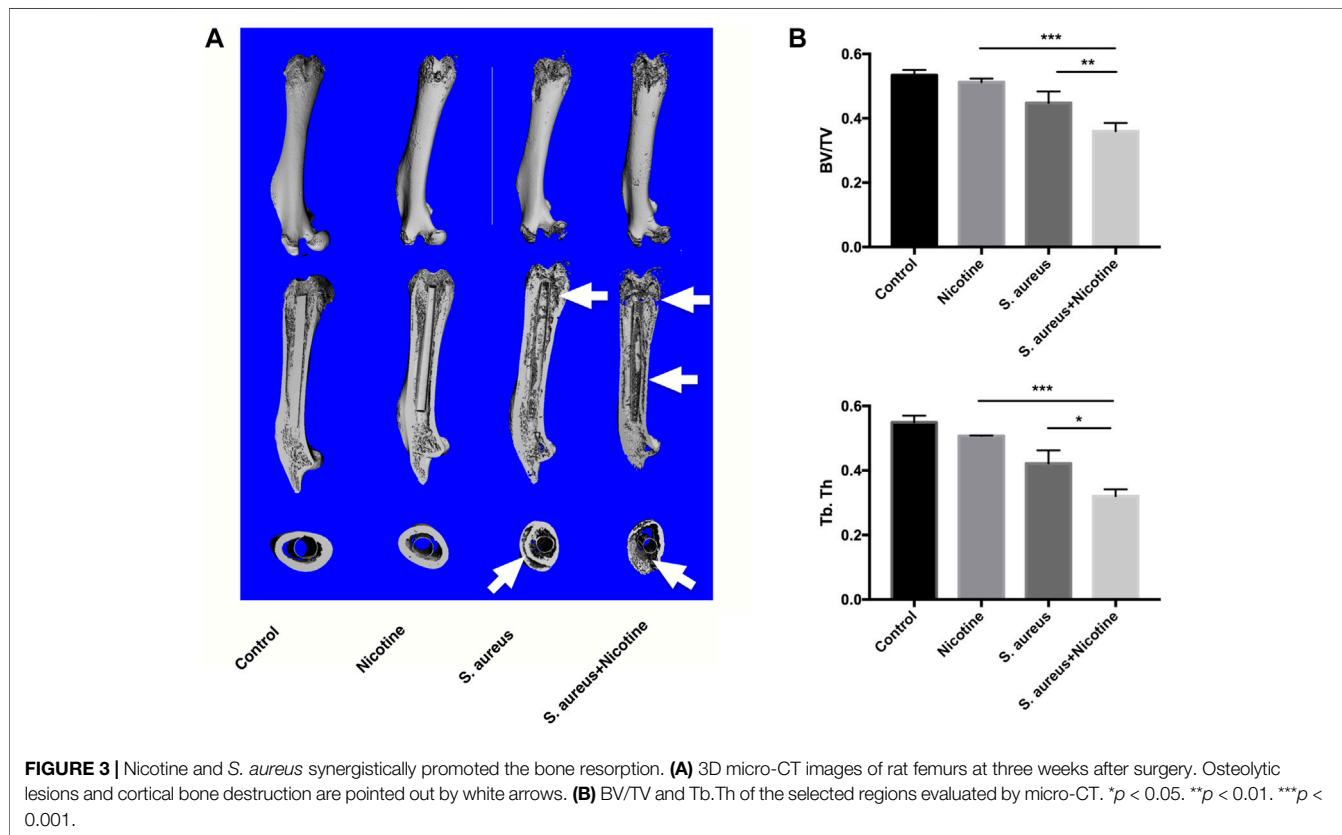 A
Control
Nicotine
S. aureus
S. aureus+Nicotine
B
0.6
0.4
0.2
0.0
BV/TV
***
**
Control
Nicotine
S. aureus
S. aureus+Nicotine
0.6
0.4
0.2
0.0
Tb. Th
***
*
Control
Nicotine
S. aureus
S. aureus+Nicotine
FIGURE 3 | Nicotine and S. aureus synergistically promoted the bone resorption. (A) 3D micro-CT images of rat femurs at three weeks after surgery. Osteolytic
lesions and cortical bone destruction are pointed out by white arrows. (B) BV/TV and Tb.Th of the selected regions evaluated by micro-CT. *p < 0.05. **p < 0.01. ***p <
0.001.